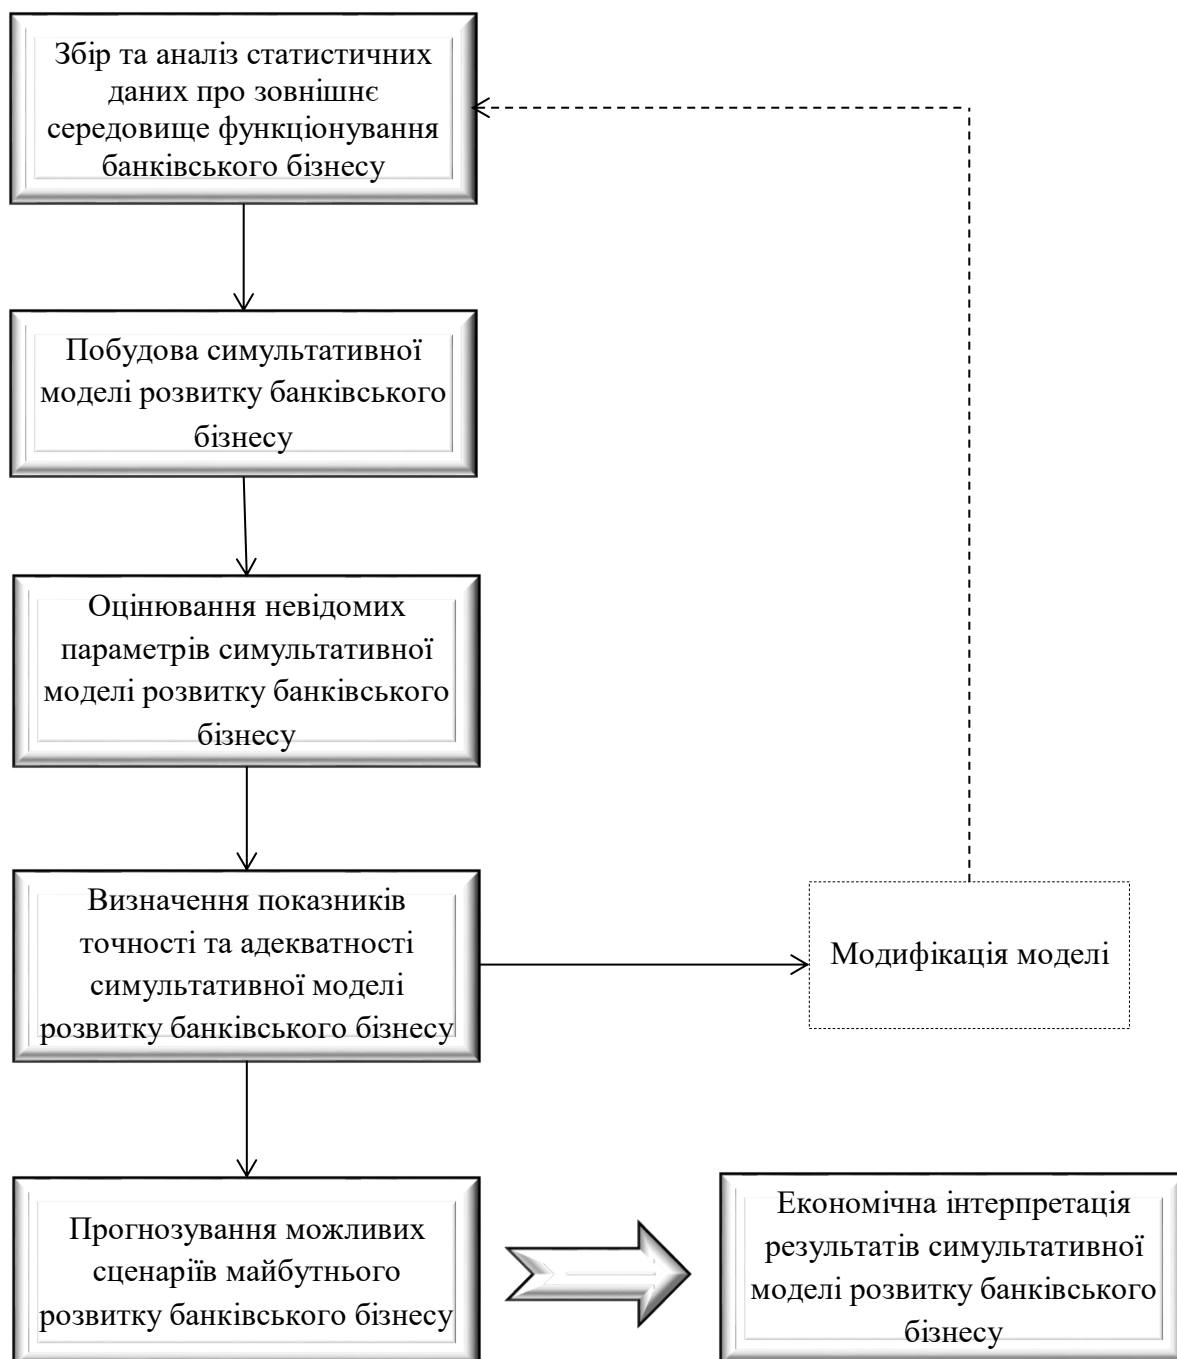 Збір та аналіз статистичних
даних про зовнішнє
середовище функціонування
банківського бізнесу
Побудова симультативної
моделі розвитку банківського
бізнесу
Оцінювання невідомих
параметрів симультативної
моделі розвитку банківського
бізнесу
Визначення показників
точності та адекватності
симультативної моделі
розвитку банківського бізнесу
Модифікація моделі
Прогнозування можливих
сценаріїв майбутнього
розвитку банківського бізнесу
Економічна інтерпретація
результатів симультативної
моделі розвитку банківського
бізнесу